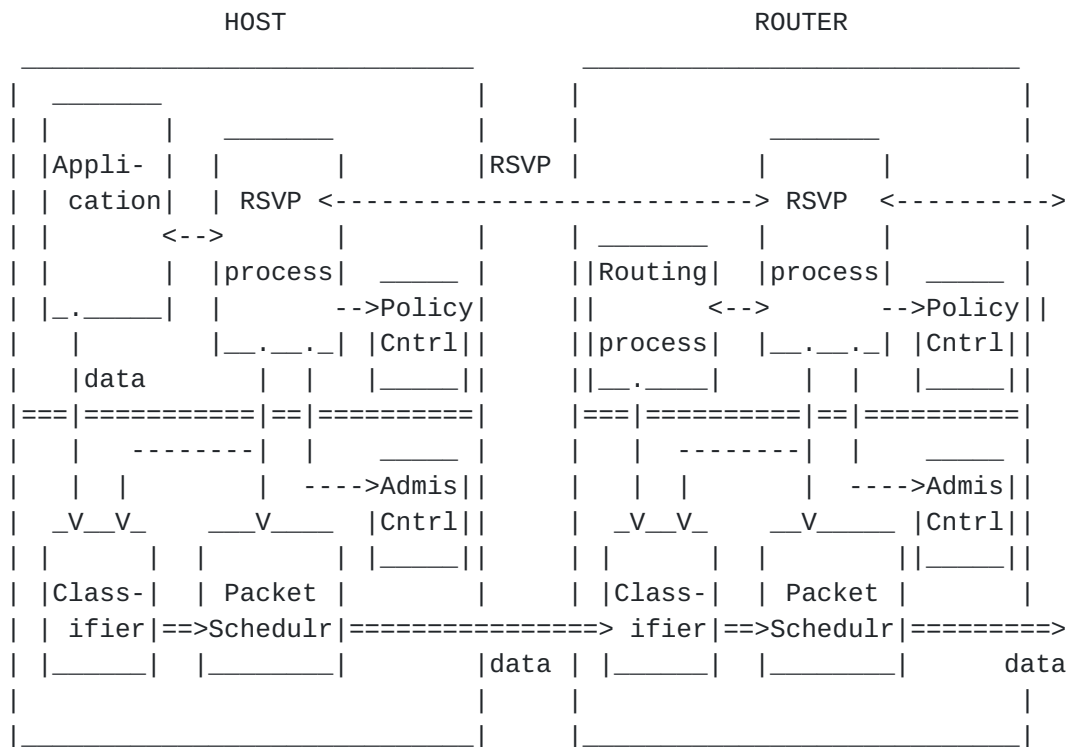 HOST ROUTER
Appli- RSVP
cation RSVP RSVP
process Routing process
Policy Policy
Cntrl process Cntrl
data
Admis Admis
Cntrl Cntrl
Class- Packet Class- Packet
ifier Schedulr ifier Schedulr
data data